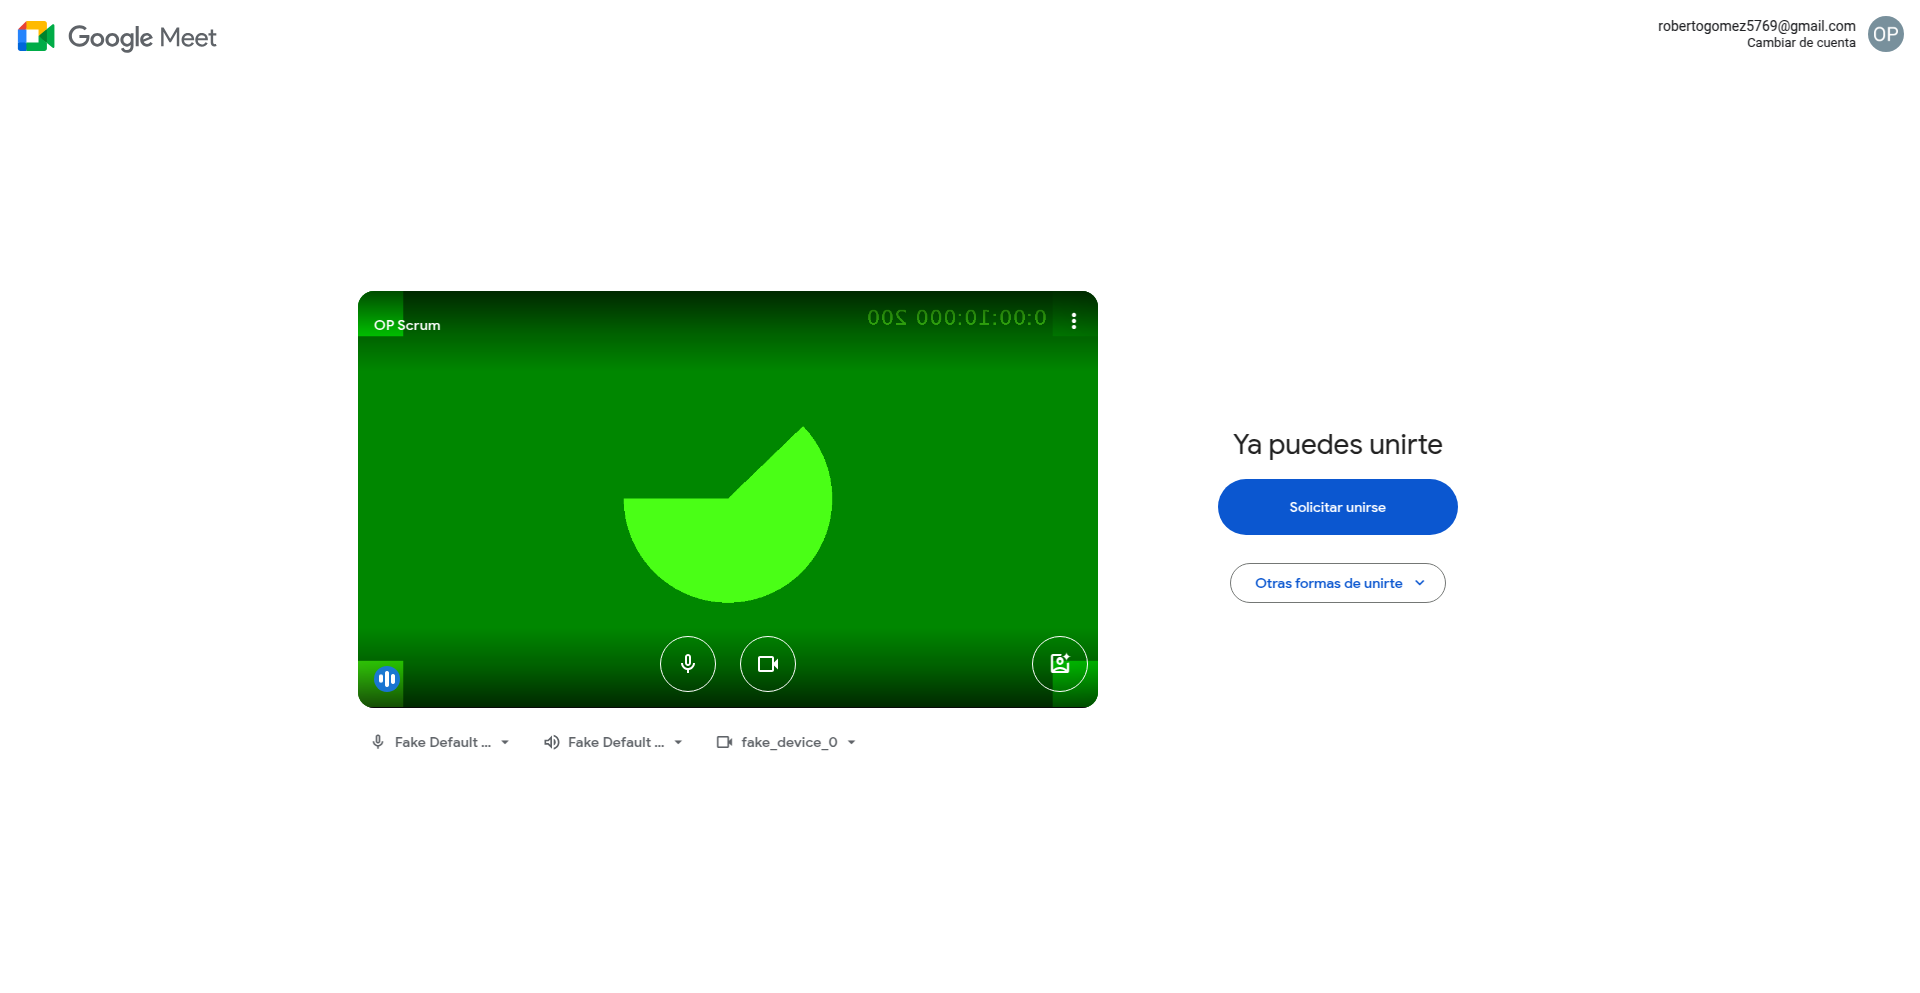 Google Meet
robertogomez5769@gmail.com
Cambiar de cuenta
OP
OP Scrum
0:00:10:000 200
Ya puedes unirte
Solicitar unirse
Otras formas de unirte
Fake Default ...
Fake Default ...
fake_device_0